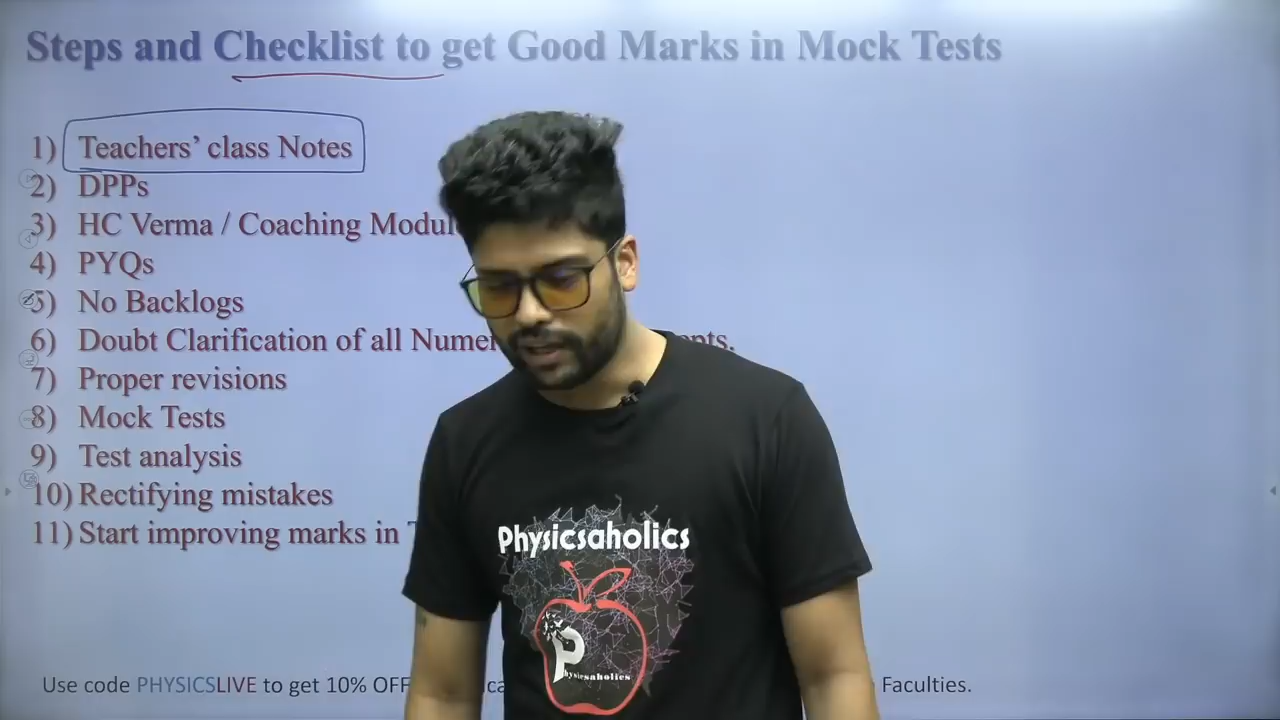 Steps and Checklist to get Good Marks in Mock Tests
1) Teachers' class Notes
2) DPPs
3) HC Verma / Coaching
4) PYQs
5) No Backlogs
6) Doubt Clarification of all
7) Proper revisions
8) Mock Tests
9) Test analysis
10) Rectifying mistakes
11) Start improving marks in
Physicsaholics
Physicsaholics
Use code PHYSICSLIVE to get 10% OFF Faculties.